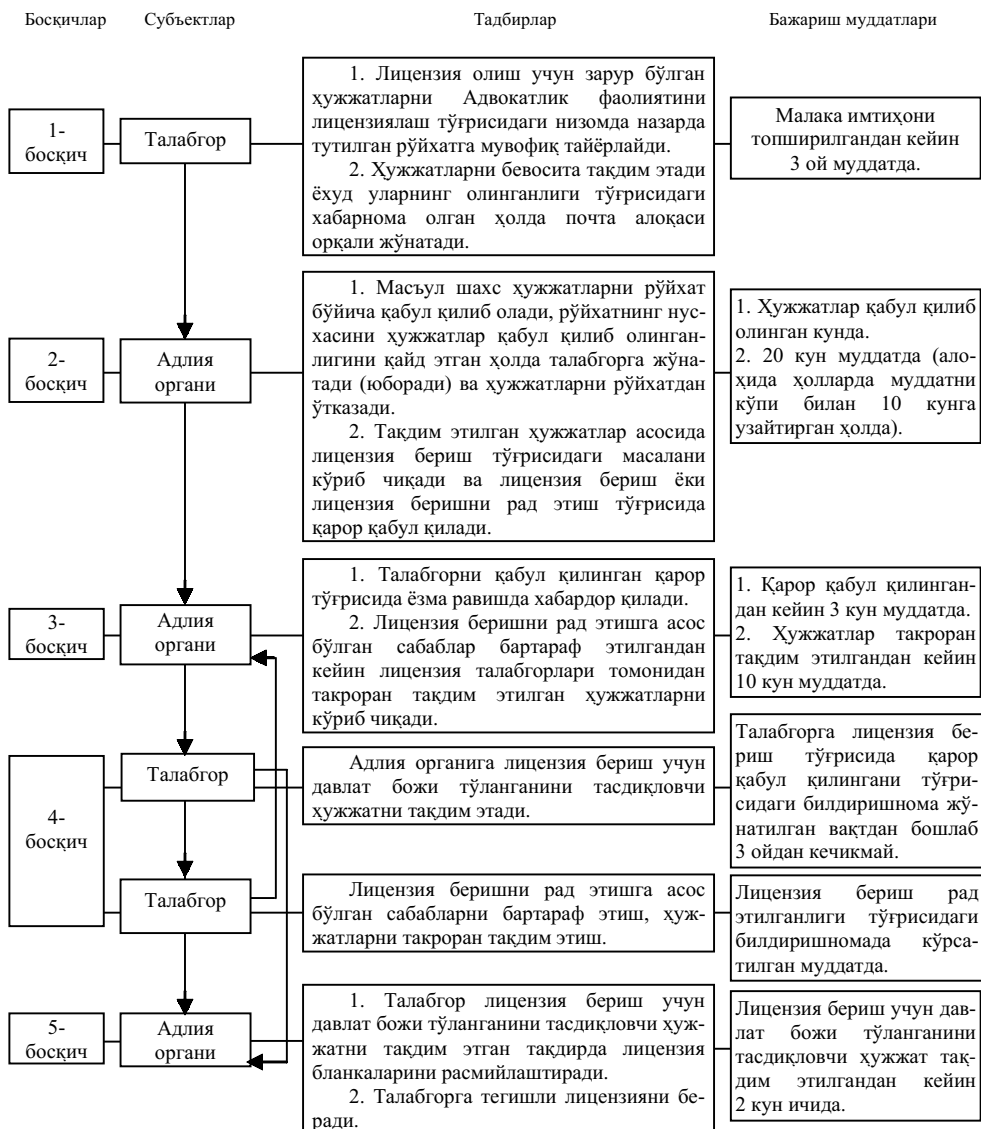 Босқичлар
Субъектлар
Тадбирлар
Бажариш муддатлари
1-
босқич
Талабгор
1. Лицензия олиш учун зарур бўлган
ҳужжатларни Адвокатлик фаолиятини
лицензиялаш тўғрисидаги низомда назарда
тутилган рўйхатга мувофиқ тайёрлайди.
2. Ҳужжатларни бевосита тақдим этади
ёхуд уларнинг олинганлиги тўғрисидаги
хабарнома олган ҳолда почта алоқаси
орқали жўнатади.
Малака имтиҳони
топширилгандан кейин
3 ой муддатда.
2-
босқич
Адлия
органи
1. Масъул шахс ҳужжатларни рўйхат
бўйича қабул қилиб олади, рўйхатнинг нус-
хасини ҳужжатлар қабул қилиб олинган-
лигини қайд этган ҳолда талабгорга жўна-
тади (юборади) ва ҳужжатларни рўйхатдан
ўтказади.
2. Тақдим этилган ҳужжатлар асосида
лицензия бериш тўғрисидаги масалани
кўриб чиқади ва лицензия бериш ёки
лицензия беришни рад этиш тўғрисида
қарор қабул қилади.
1. Ҳужжатлар қабул қилиб
олинган кунда.
2. 20 кун муддатда (ало-
ҳида ҳолларда муддатни
кўпи билан 10 кунга
узайтирган ҳолда).
3-
босқич
Адлия
органи
1. Талабгорни қабул қилинган қарор
тўғрисида ёзма равишда хабардор қилади.
2. Лицензия беришни рад этишга асос
бўлган сабаблар бартараф этилгандан
кейин лицензия талабгорлари томонидан
такроран тақдим этилган ҳужжатларни
кўриб чиқади.
1. Қарор қабул қилинган-
дан кейин 3 кун муддатда.
2. Ҳужжатлар такроран
тақдим этилгандан кейин
10 кун муддатда.
4-
босқич
Талабгор
Адлия органига лицензия бериш учун
давлат божи тўланганини тасдиқловчи
ҳужжатни тақдим этади.
Талабгорга лицензия бе-
риш тўғрисида қарор
қабул қилингани тўғри-
сидаги билдиришнома жў-
натилган вақтдан бошлаб
3 ойдан кечикмай.
Талабгор
Лицензия беришни рад этишга асос
бўлган сабабларни бартараф этиш, ҳуж-
жатларни такроран тақдим этиш.
Лицензия бериш рад
этилганлиги тўғрисидаги
билдиришномада кўрса-
тилган муддатда.
5-
босқич
Адлия
органи
1. Талабгор лицензия бериш учун
давлат божи тўланганини тасдиқловчи ҳуж-
жатни тақдим этган тақдирда лицензия
бланкаларини расмийлаштиради.
2. Талабгорга тегишли лицензияни бе-
ради.
Лицензия бериш учун дав-
лат божи тўланганини
тасдиқловчи ҳужжат тақ-
дим этилгандан кейин
2 кун ичида.